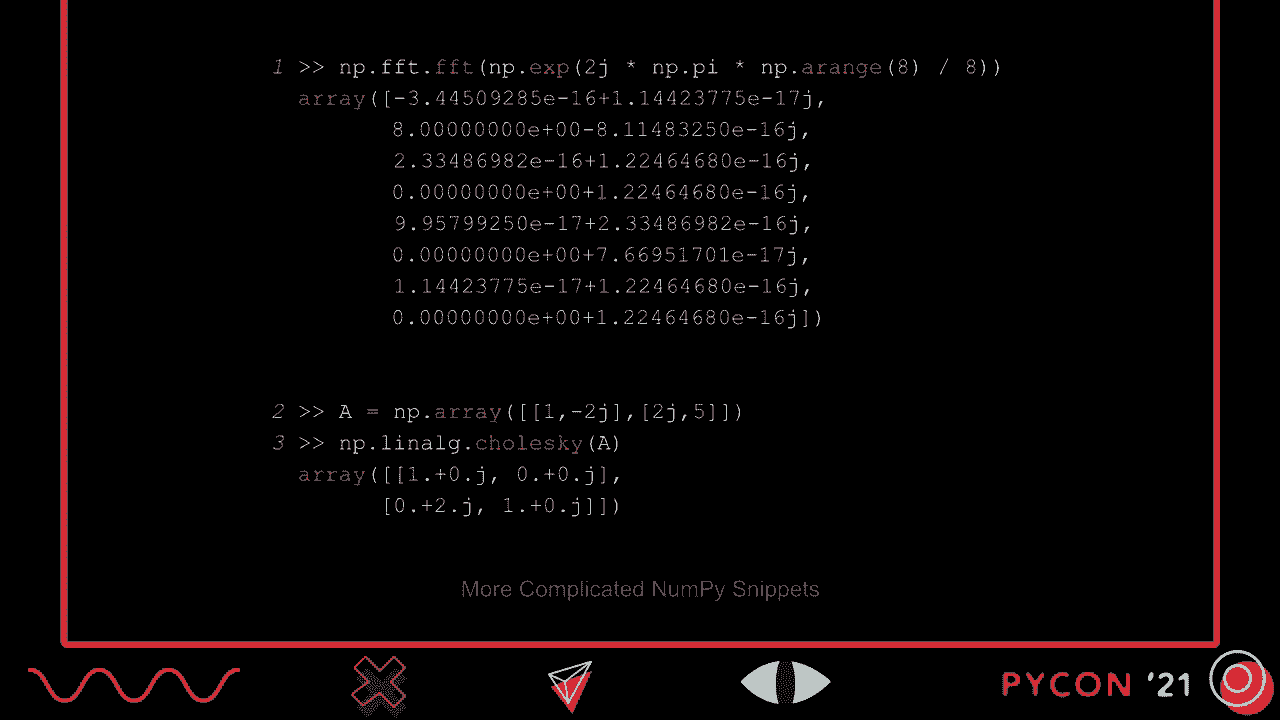 1 >> np.fft.fft(np.exp(2j * np.pi * np.arange(8) / 8))
array([-3.44509285e-16+1.14423775e-17j,
8.00000000e+00-8.11483250e-16j,
2.33486982e-16+1.22464680e-16j,
0.00000000e+00+1.22464680e-16j,
9.95799250e-17+2.33486982e-16j,
0.00000000e+00+7.66951701e-17j,
1.14423775e-17+1.22464680e-16j,
0.00000000e+00+1.22464680e-16j])
2 >> A = np.array([[1,-2j],[2j,5]])
3 >> np.linalg.cholesky(A)
array([[1.+0.j, 0.+0.j],
[0.+2.j, 1.+0.j]])
More Complicated NumPy Snippets
PYCON '21